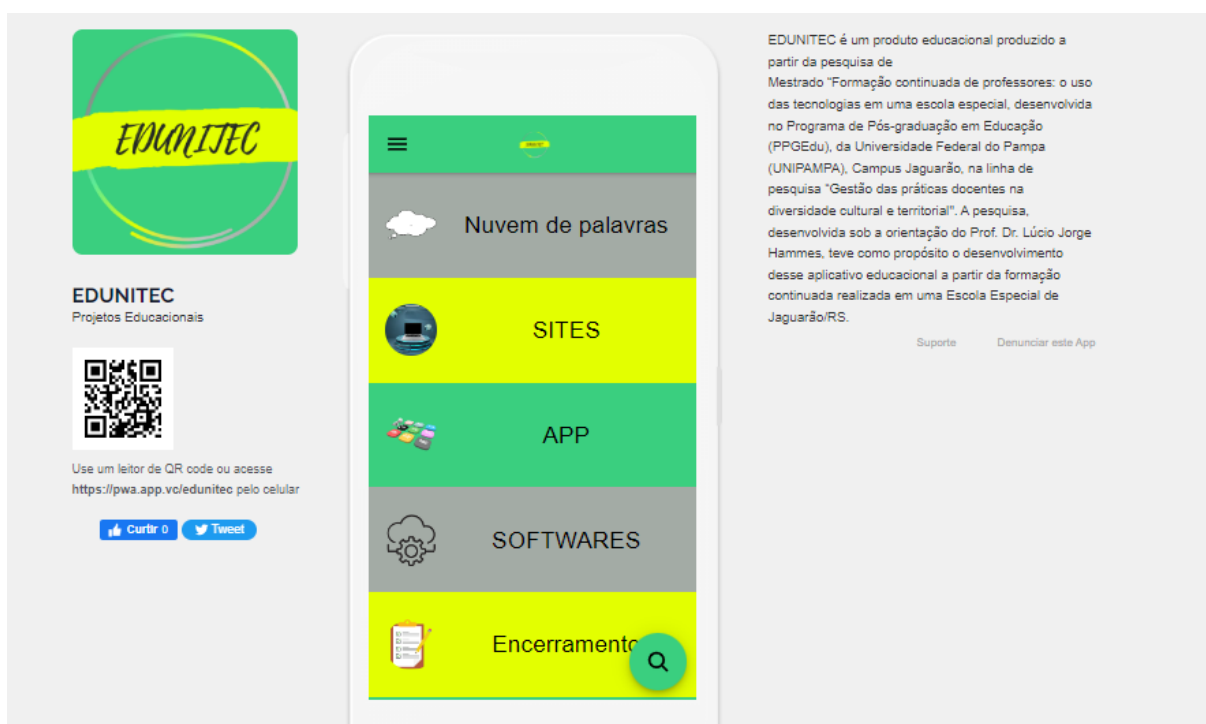 EDUNITEC
EDUNITEC
Projetos Educacionais
Use um leitor de QR code ou acesse
https://pwa.app.vc/edunitec pelo celular
Curtir 0
Tweet
Nuvem de palavras
SITES
APP
SOFTWARES
Encerramento
EDUNITEC é um produto educacional produzido a
partir da pesquisa de
Mestrado "Formação continuada de professores: o uso
das tecnologias em uma escola especial, desenvolvida
no Programa de Pós-graduação em Educação
(PPGEdu), da Universidade Federal do Pampa
(UNIPAMPA), Campus Jaguarão, na linha de
pesquisa "Gestão das práticas docentes na
diversidade cultural e territorial". A pesquisa,
desenvolvida sob a orientação do Prof. Dr. Lúcio Jorge
Hammes, teve como propósito o desenvolvimento
desse aplicativo educacional a partir da formação
continuada realizada em uma Escola Especial de
Jaguarão/RS.
Suporte
Denunciar este App